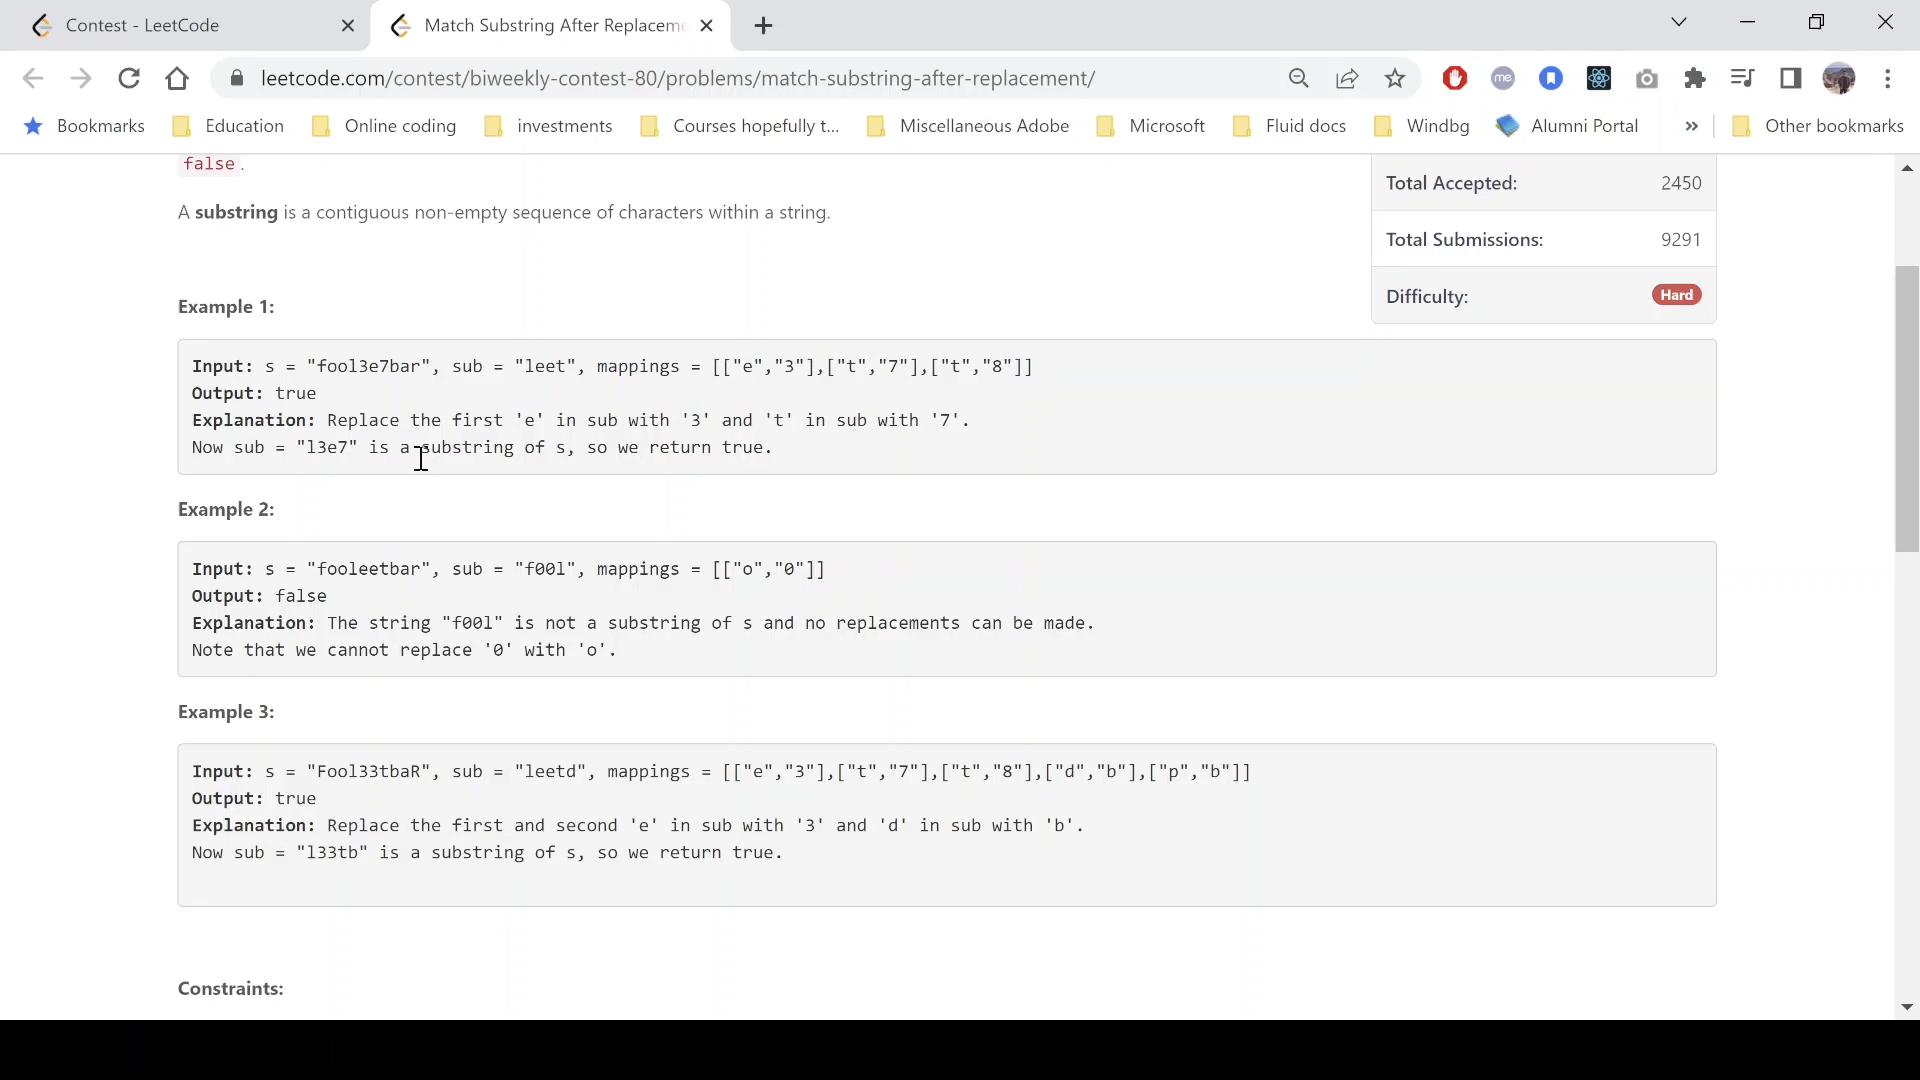 Contest - LeetCode
Match Substring After Replaceme
leetcode.com/contest/biweekly-contest-80/problems/match-substring-after-replacement/
me
Bookmarks Education Online coding investments Courses hopefully t... Miscellaneous Adobe Microsoft Fluid docs Windbg Alumni Portal » Other bookmarks
false.
A substring is a contiguous non-empty sequence of characters within a string.
Total Accepted: 2450
Total Submissions: 9291
Difficulty: Hard
Example 1:
Input: s = "fool3e7bar", sub = "leet", mappings = [["e","3"],["t","7"],["t","8"]]
Output: true
Explanation: Replace the first 'e' in sub with '3' and 't' in sub with '7'.
Now sub = "l3e7" is a substring of s, so we return true.
Example 2:
Input: s = "fooleetbar", sub = "f00l", mappings = [["o","0"]]
Output: false
Explanation: The string "f00l" is not a substring of s and no replacements can be made.
Note that we cannot replace '0' with 'o'.
Example 3:
Input: s = "Fool33tbaR", sub = "leetd", mappings = [["e","3"],["t","7"],["t","8"],["d","b"],["p","b"]]
Output: true
Explanation: Replace the first and second 'e' in sub with '3' and 'd' in sub with 'b'.
Now sub = "l33tb" is a substring of s, so we return true.
Constraints: